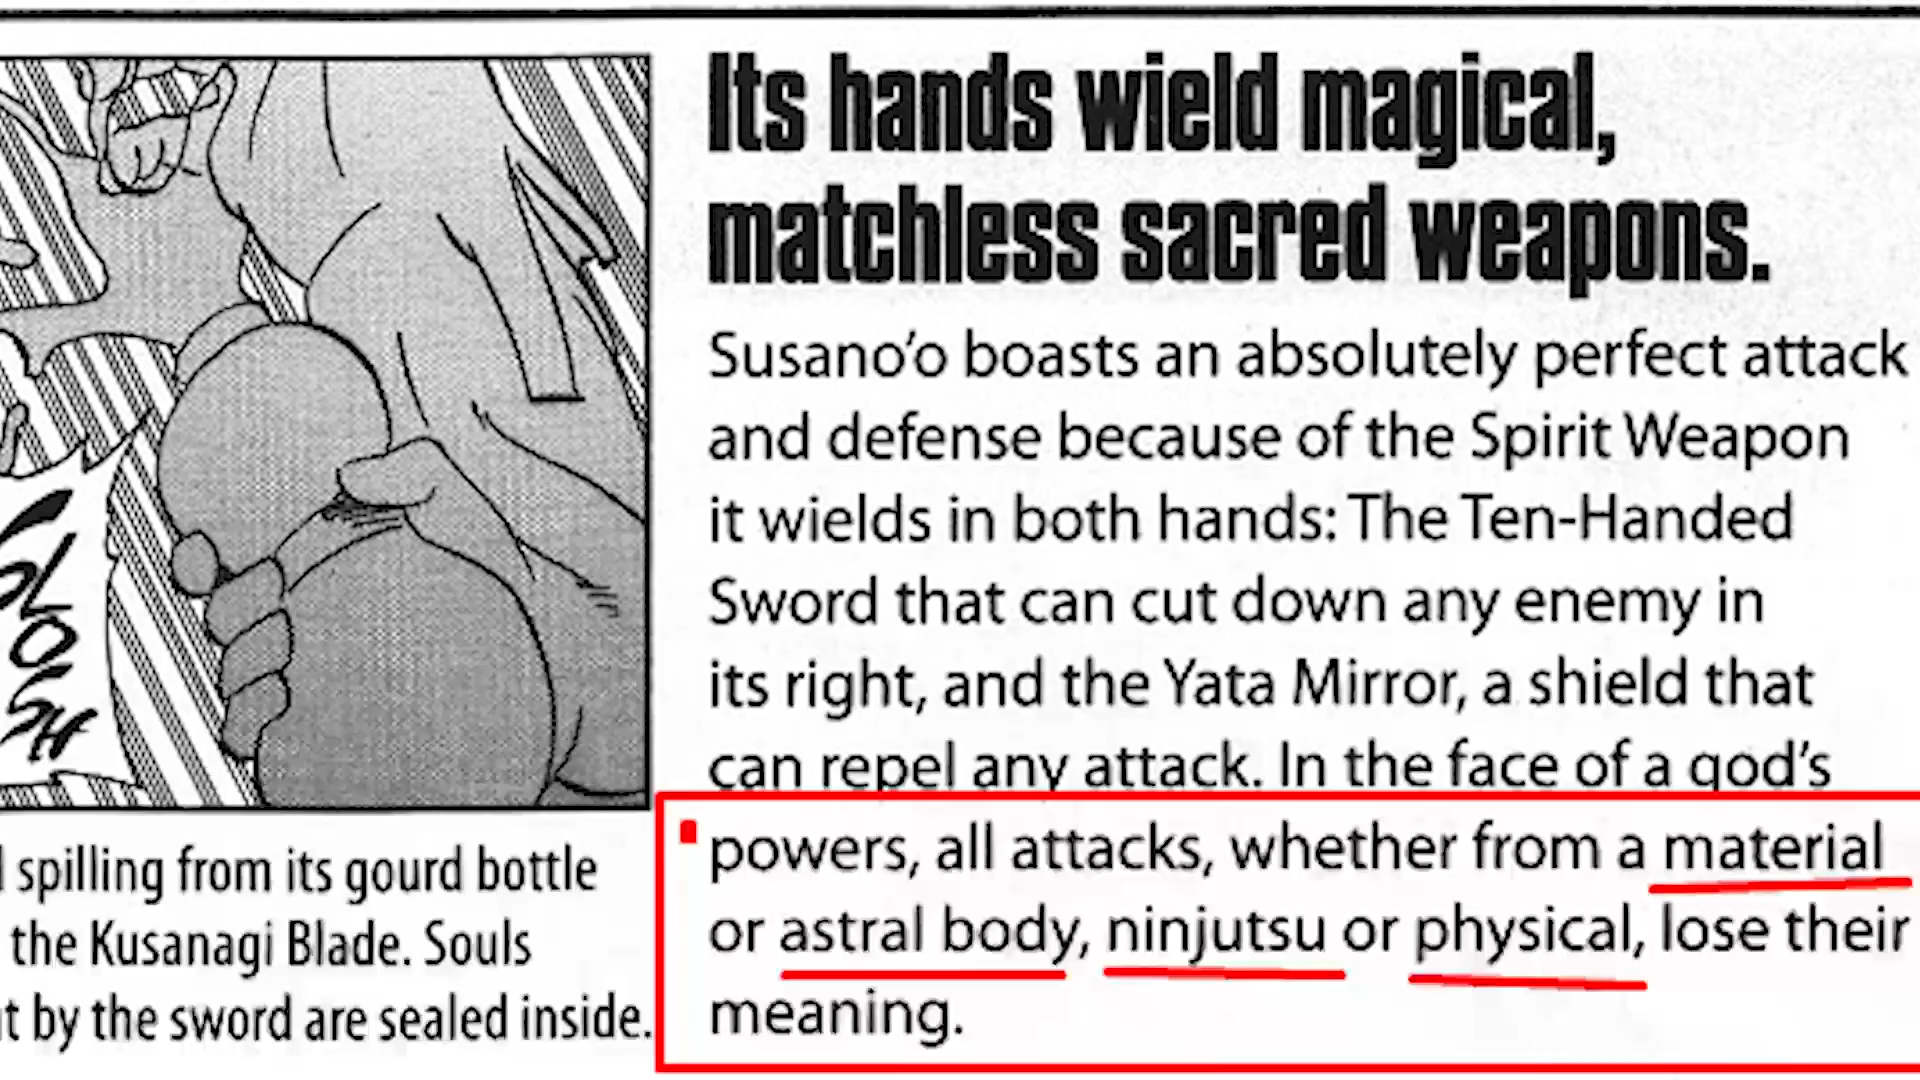 Its hands wield magical,
matchless sacred weapons.
Susano'o boasts an absolutely perfect attack
and defense because of the Spirit Weapon
it wields in both hands: The Ten-Handed
Sword that can cut down any enemy in
its right, and the Yata Mirror, a shield that
can repel any attack. In the face of a god's
powers, all attacks, whether from a material
or astral body, ninjutsu or physical, lose their
meaning.
spilling from its gourd bottle
the Kusanagi Blade. Souls
by the sword are sealed inside.